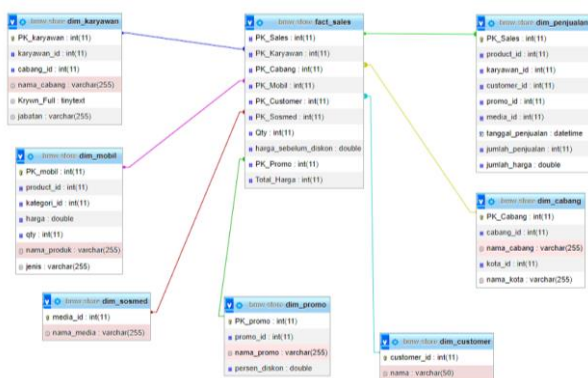 bmw store dim_karyawan
PK_karyawan : int(11)
karyawan_id : int(11)
cabang_id : int(11)
nama_cabang : varchar(255)
Krywn_Full : tinytext
jabatan : varchar(255)
bmw store fact_sales
PK_Sales : int(11)
PK_Karyawan : int(11)
PK_Cabang : int(11)
PK_Mobil : int(11)
PK_Customer : int(11)
PK_Sosmed : int(11)
Qty : int(11)
harga_sebelum_diskon : double
PK_Promo : int(11)
Total_Harga : int(11)
bmw store dim_penjualan
PK_Sales : int(11)
product_id : int(11)
karyawan_id : int(11)
customer_id : int(11)
promo_id : int(11)
media_id : int(11)
tanggal_penjualan : datetime
jumlah_penjualan : int(11)
jumlah_harga : double
bmw store dim_mobil
PK_mobil : int(11)
product_id : int(11)
kategori_id : int(11)
harga : double
qty : int(11)
nama_produk : varchar(255)
jenis : varchar(255)
bmw store dim_cabang
PK_Cabang : int(11)
cabang_id : int(11)
nama_cabang : varchar(255)
kota_id : int(11)
nama_kota : varchar(255)
bmw store dim_sosmed
media_id : int(11)
nama_media : varchar(255)
bmw store dim_promo
PK_promo : int(11)
promo_id : int(11)
nama_promo : varchar(255)
persen_diskon : double
bmw store dim_customer
customer_id : int(11)
nama : varchar(50)